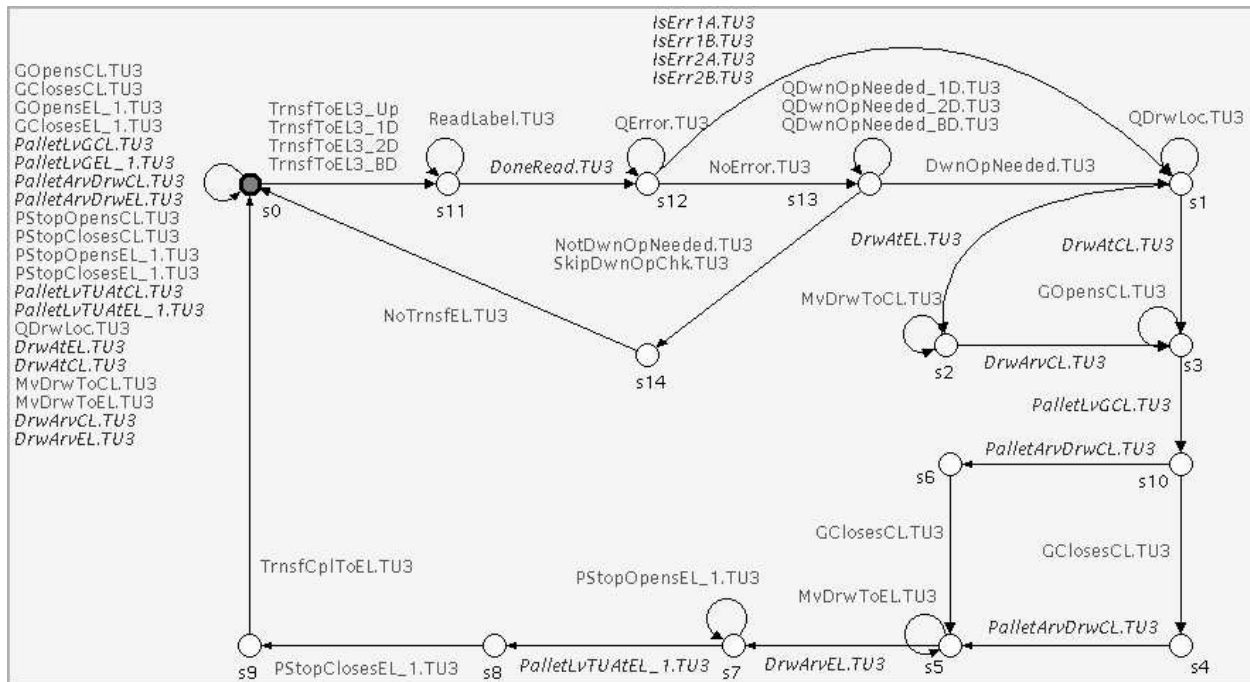 IsErr1A.TU3
IsErr1B.TU3
IsErr2A.TU3
IsErr2B.TU3
GOpensCL.TU3
GClosesCL.TU3
GOpensEL_1.TU3
GClosesEL_1.TU3
PalletLvGCL.TU3
PalletLvGEL_1.TU3
PalletArvDrwCL.TU3
PalletArvDrwEL.TU3
PStopOpensCL.TU3
PStopClosesCL.TU3
PStopOpensEL_1.TU3
PStopClosesEL_1.TU3
PalletLvTUAtCL.TU3
PalletLvTUAtEL_1.TU3
QDrwLoc.TU3
DrwAtEL.TU3
DrwAtCL.TU3
MvDrwToCL.TU3
MvDrwToEL.TU3
DrwArvCL.TU3
DrwArvEL.TU3
TrnsfToEL3_Up
TrnsfToEL3_1D
TrnsfToEL3_2D
TrnsfToEL3_BD
ReadLabel.TU3
QError.TU3
QDwnOpNeeded_1D.TU3
QDwnOpNeeded_2D.TU3
QDwnOpNeeded_BD.TU3
QDrwLoc.TU3
DoneRead.TU3
NoError.TU3
DwnOpNeeded.TU3
s0
s11
s12
s13
s1
NotDwnOpNeeded.TU3
SkipDwnOpChk.TU3
DrwAtEL.TU3
DrwAtCL.TU3
NoTrnsfEL.TU3
MvDrwToCL.TU3
GOpensCL.TU3
s14
s2
DrwArvCL.TU3
s3
PalletLvGCL.TU3
PalletArvDrwCL.TU3
s6
s10
GClosesCL.TU3
GClosesCL.TU3
TrnsfCplToEL.TU3
PStopOpensEL_1.TU3
MvDrwToEL.TU3
PalletArvDrwCL.TU3
s9
PStopClosesEL_1.TU3
s8
PalletLvTUAtEL_1.TU3
s7
DrwArvEL.TU3
s5
s4